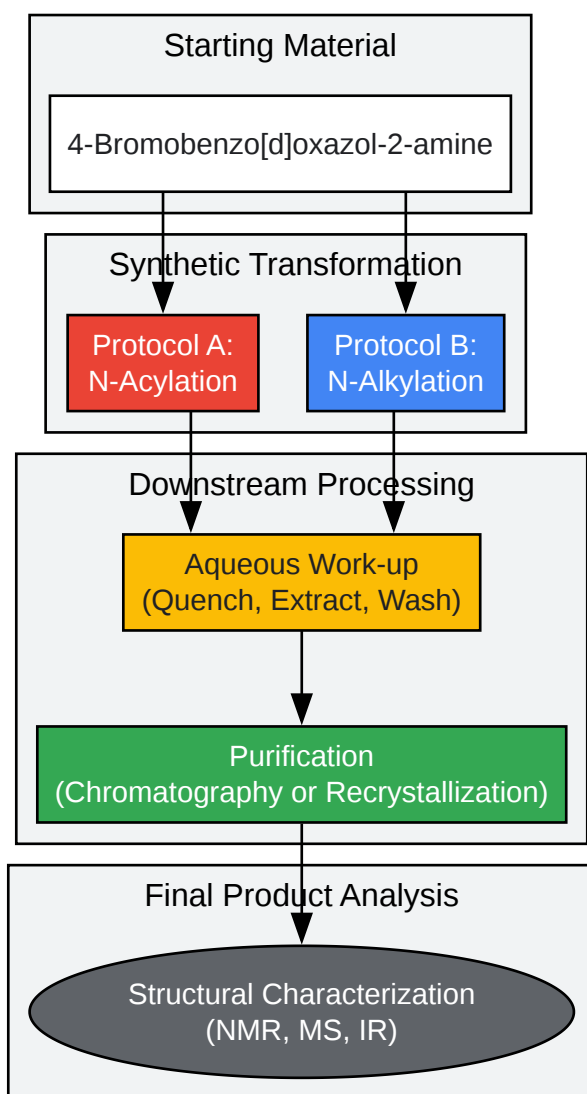 Starting Material
4-Bromobenzo[d]oxazol-2-amine
Synthetic Transformation
Protocol A:
N-Acylation
Protocol B:
N-Alkylation
Downstream Processing
Aqueous Work-up
(Quench, Extract, Wash)
Purification
(Chromatography or Recrystallization)
Final Product Analysis
Structural Characterization
(NMR, MS, IR)